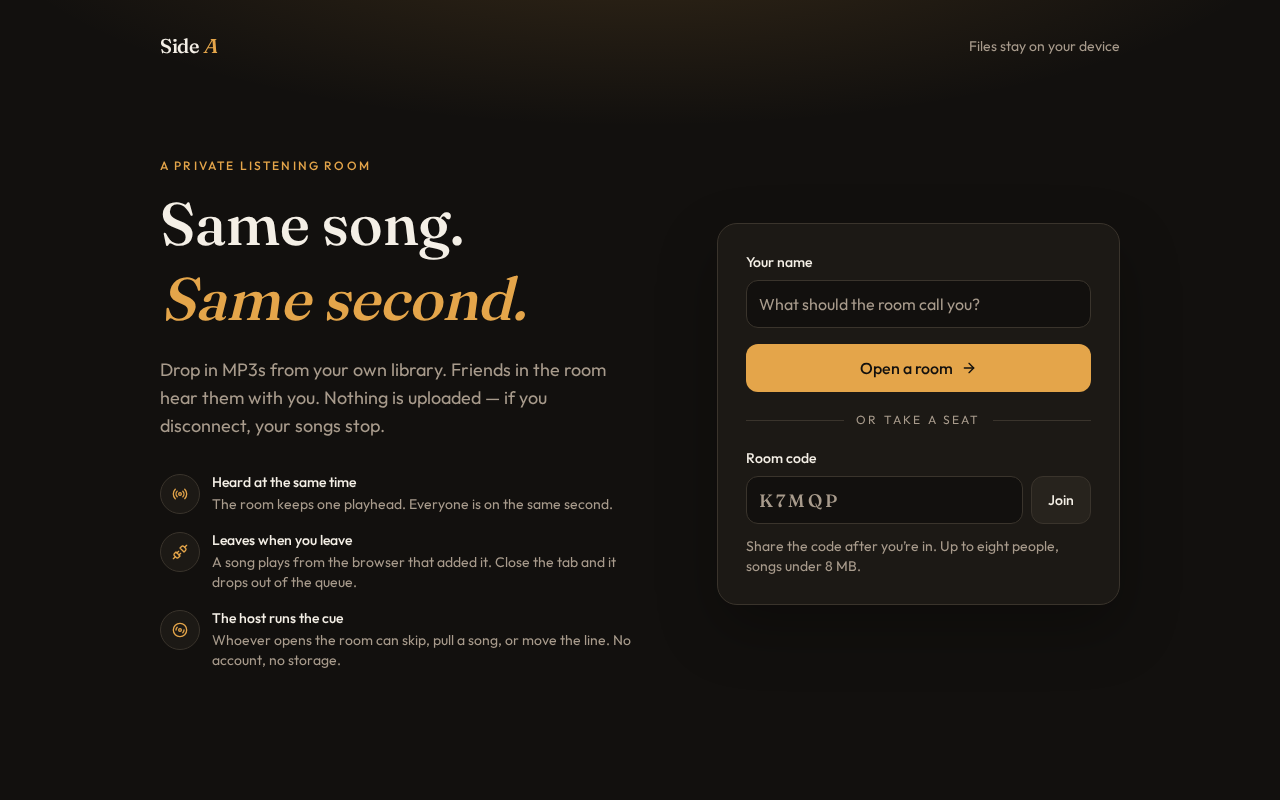 Side A
Files stay on your device
A PRIVATE LISTENING ROOM
Same song.
Same second.
Drop in MP3s from your own library. Friends in the room
hear them with you. Nothing is uploaded — if you
disconnect, your songs stop.
Heard at the same time
The room keeps one playhead. Everyone is on the same second.
Leaves when you leave
A song plays from the browser that added it. Close the tab and it
drops out of the queue.
The host runs the cue
Whoever opens the room can skip, pull a song, or move the line. No
account, no storage.
Your name
What should the room call you?
Open a room →
OR TAKE A SEAT
Room code
K7MQP
Join
Share the code after you're in. Up to eight people,
songs under 8 MB.